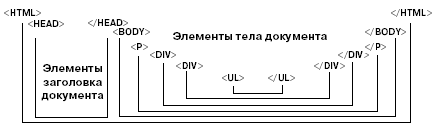 <HTML> </HTML>
<HEAD> </HEAD> Элементы тела документа
<BODY> </BODY>
<P> </P>
<DIV> </DIV>
Элементы
заголовка
документа
<DIV> </DIV>
<UL> </UL>